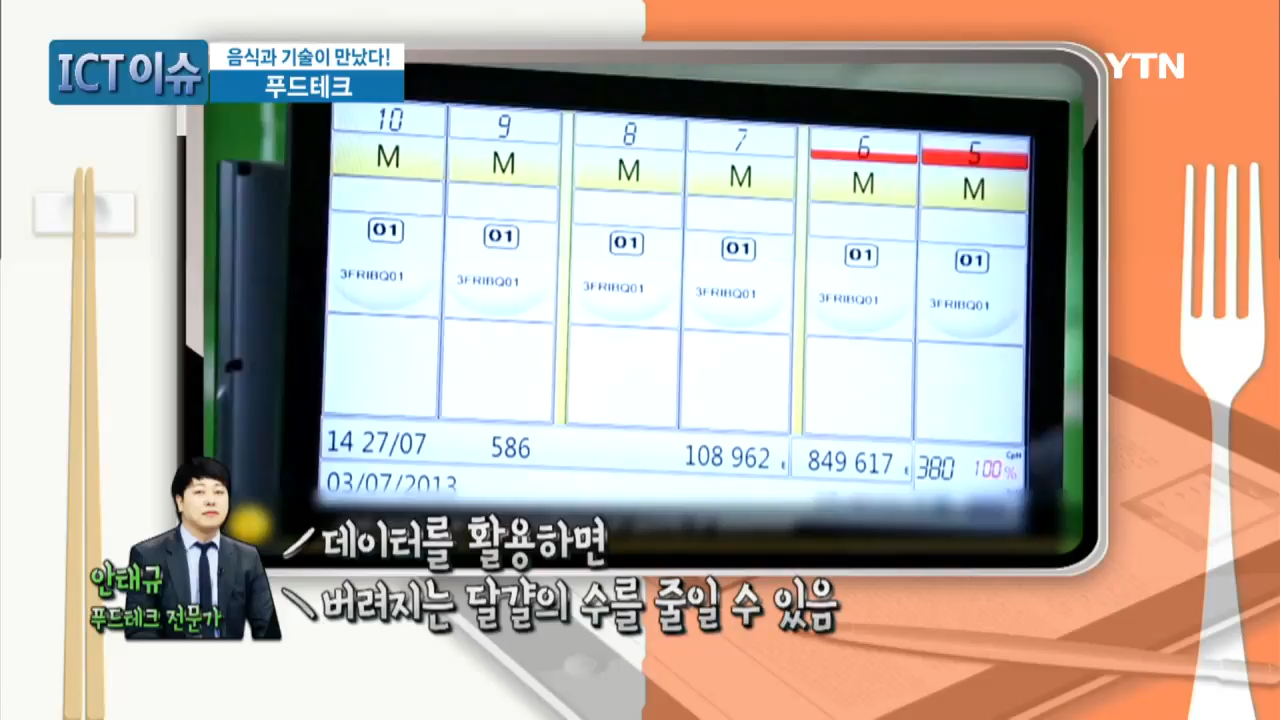 ICT이슈
음식과 기술이 만났다!
푸드테크
YTN
10 9 8 7 6 5
M M M M M M
01 01 01 01 01 01
3FRIBQ01 3FRIBQ01 3FRIBQ01 3FRIBQ01 3FRIBQ01 3FRIBQ01
14 27/07 586 108 962 t 849 617 t 380 CpH 100 %
03/07/2013
데이터를 활용하면
버려지는 달걀의 수를 줄일 수 있음
안태규
푸드테크 전문가